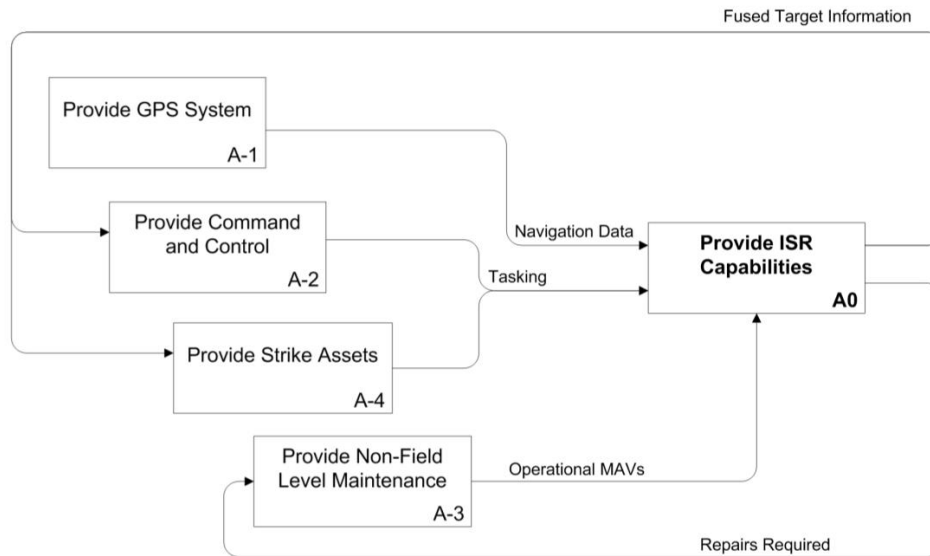 Fused Target Information
Provide GPS System
A-1
Provide Command
and Control
A-2
Navigation Data
Tasking
Provide ISR
Capabilities
A0
Provide Strike Assets
A-4
Provide Non-Field
Level Maintenance
A-3
Operational MAVs
Repairs Required